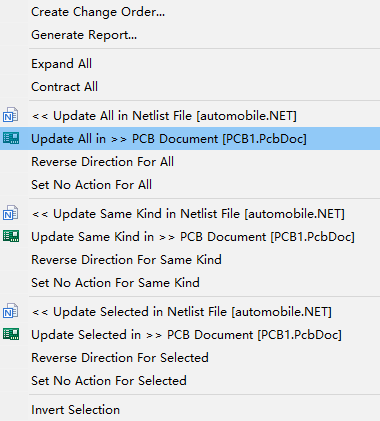 Create Change Order...
Generate Report...
Expand All
Contract All
<< Update All in Netlist File [automobile.NET]
Update All in >> PCB Document [PCB1.PcbDoc]
Reverse Direction For All
Set No Action For All
<< Update Same Kind in Netlist File [automobile.NET]
Update Same Kind in >> PCB Document [PCB1.PcbDoc]
Reverse Direction For Same Kind
Set No Action For Same Kind
<< Update Selected in Netlist File [automobile.NET]
Update Selected in >> PCB Document [PCB1.PcbDoc]
Reverse Direction For Selected
Set No Action For Selected
Invert Selection